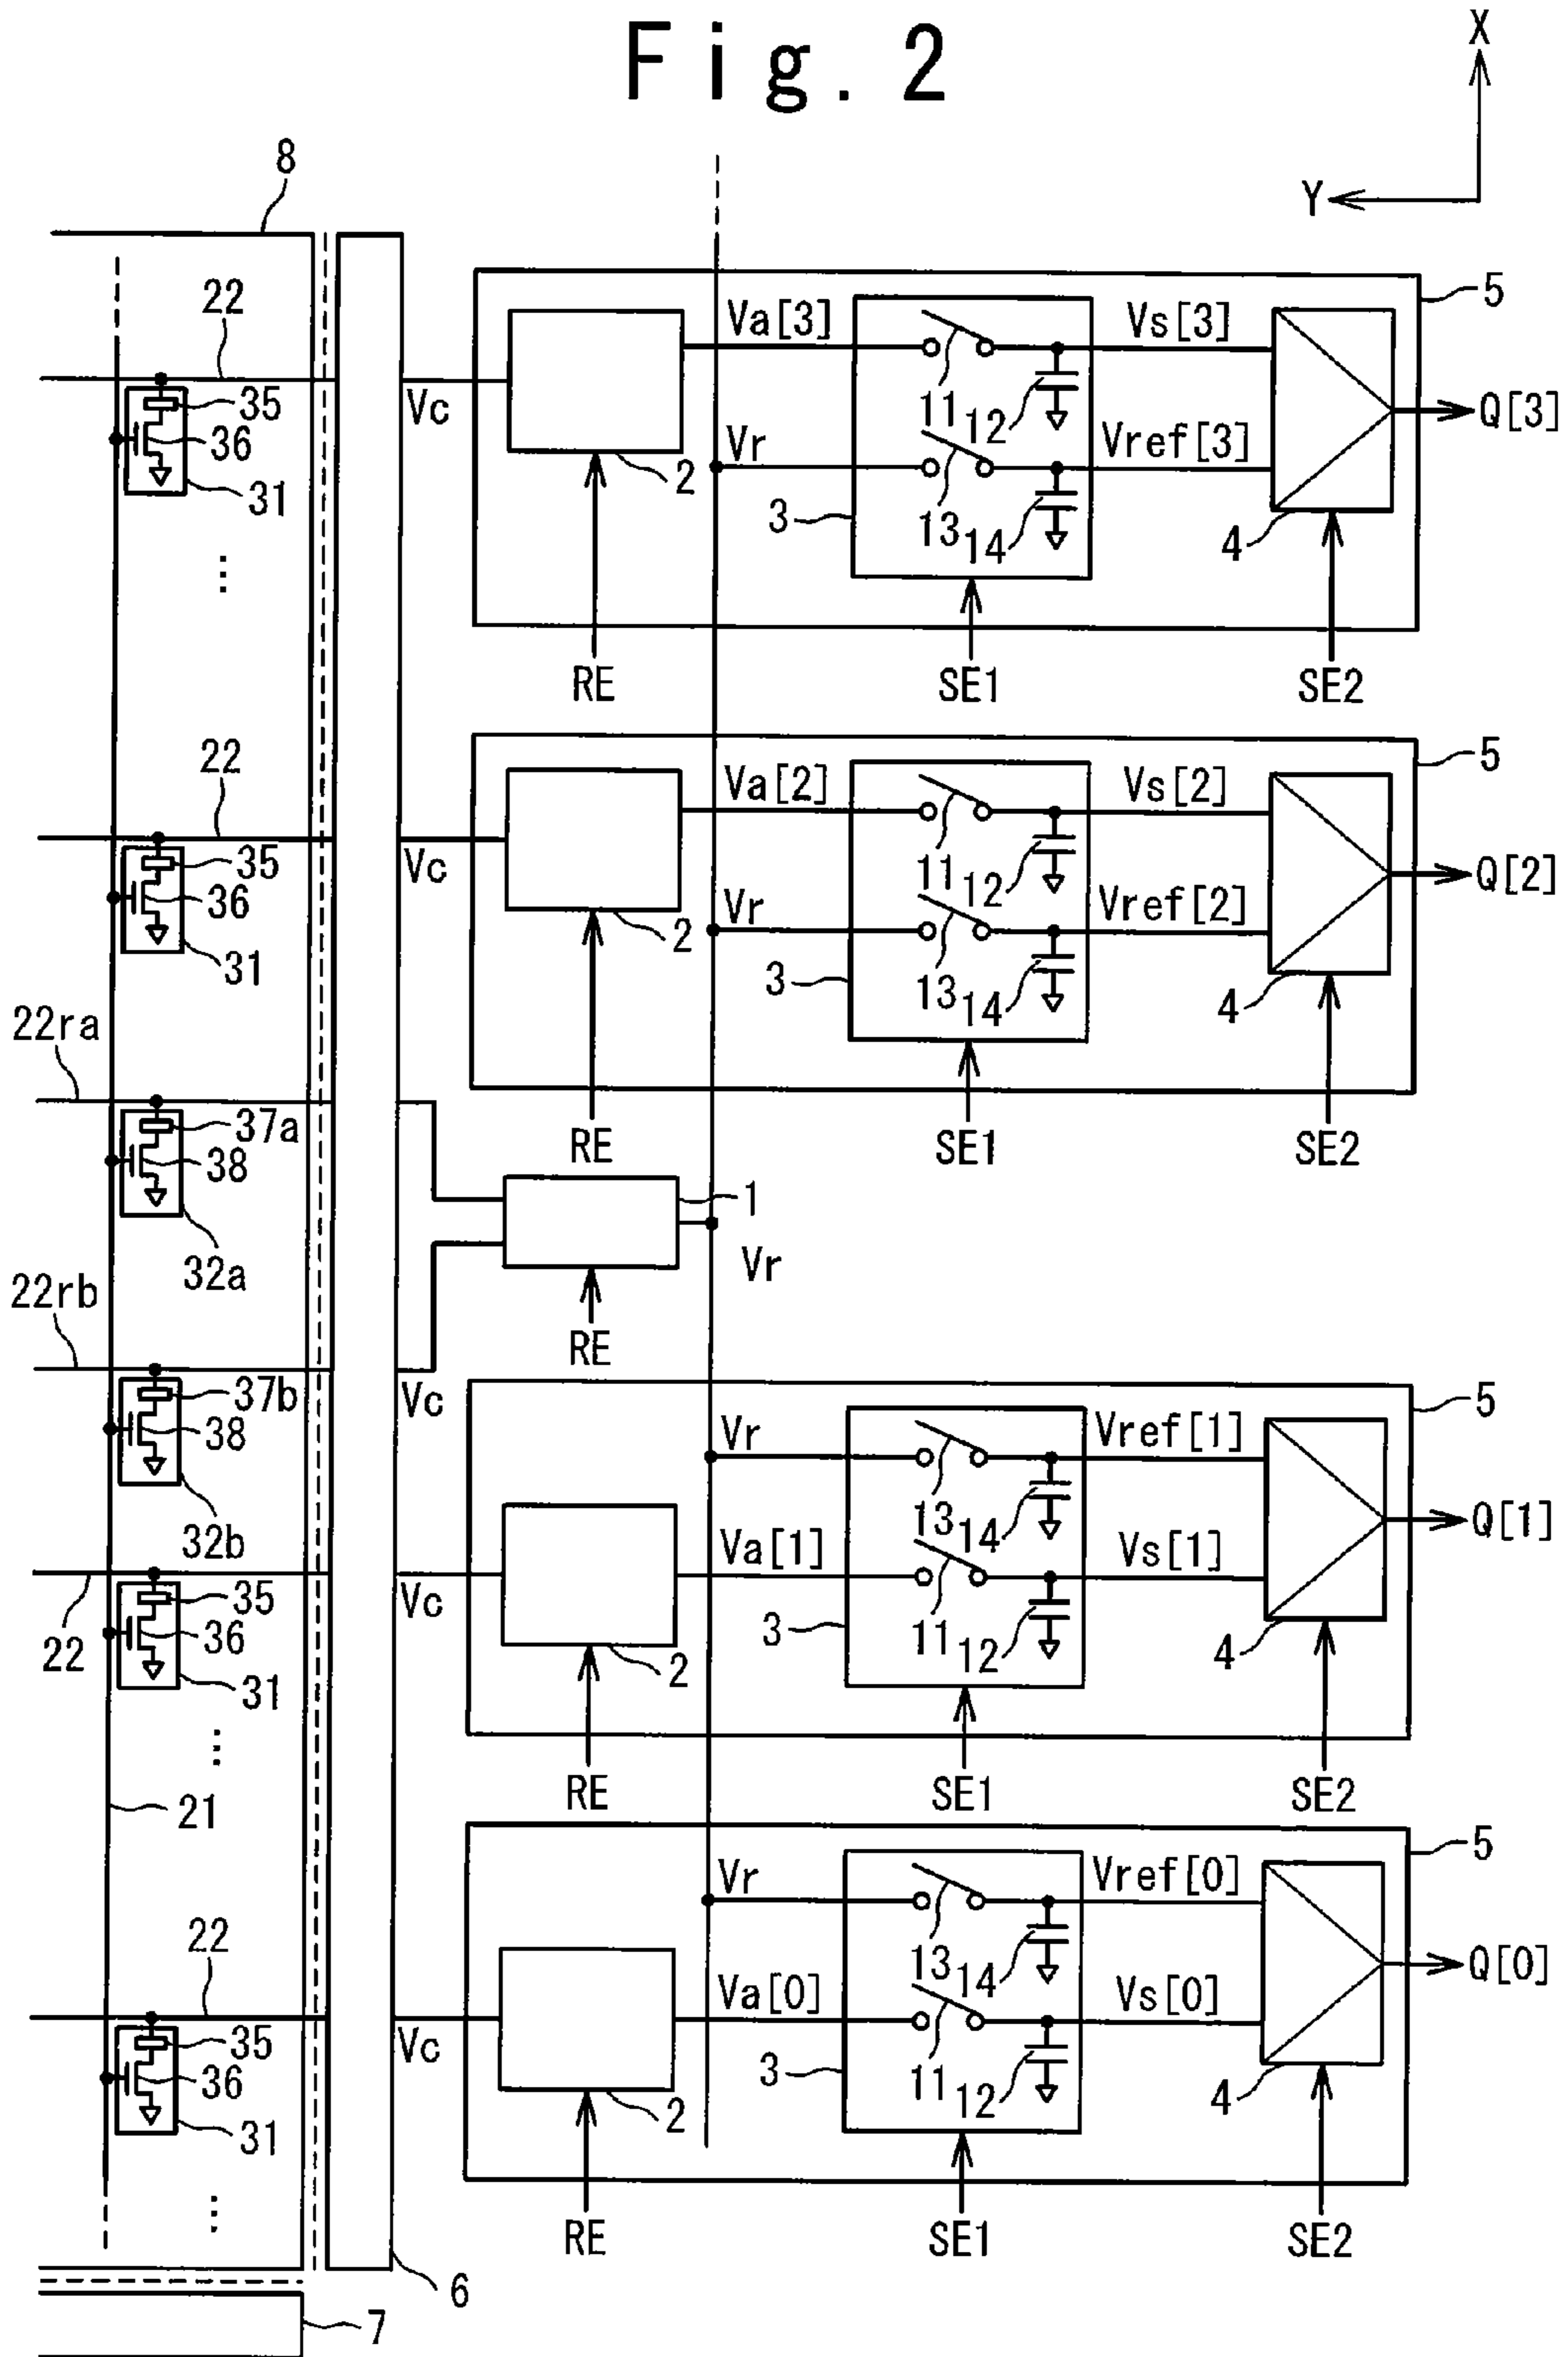 Fig. 2
X
Y
8
22
35
36
31
⋮
Vc
2
RE
Va[3]
Vr
11
12
13
14
3
SE1
Vs[3]
Vref[3]
4
SE2
5
Q[3]
22
35
36
31
Vc
2
RE
Va[2]
Vr
11
12
13
14
3
SE1
Vs[2]
Vref[2]
4
SE2
5
Q[2]
22ra
37a
38
32a
1
Vr
RE
22rb
37b
38
32b
Vc
22
35
36
31
⋮
Vc
2
RE
Vr
Va[1]
13
14
11
12
3
SE1
Vref[1]
Vs[1]
4
SE2
5
Q[1]
21
22
35
36
31
⋮
Vc
2
RE
Vr
Va[0]
13
14
11
12
3
SE1
Vref[0]
Vs[0]
4
SE2
5
Q[0]
6
7